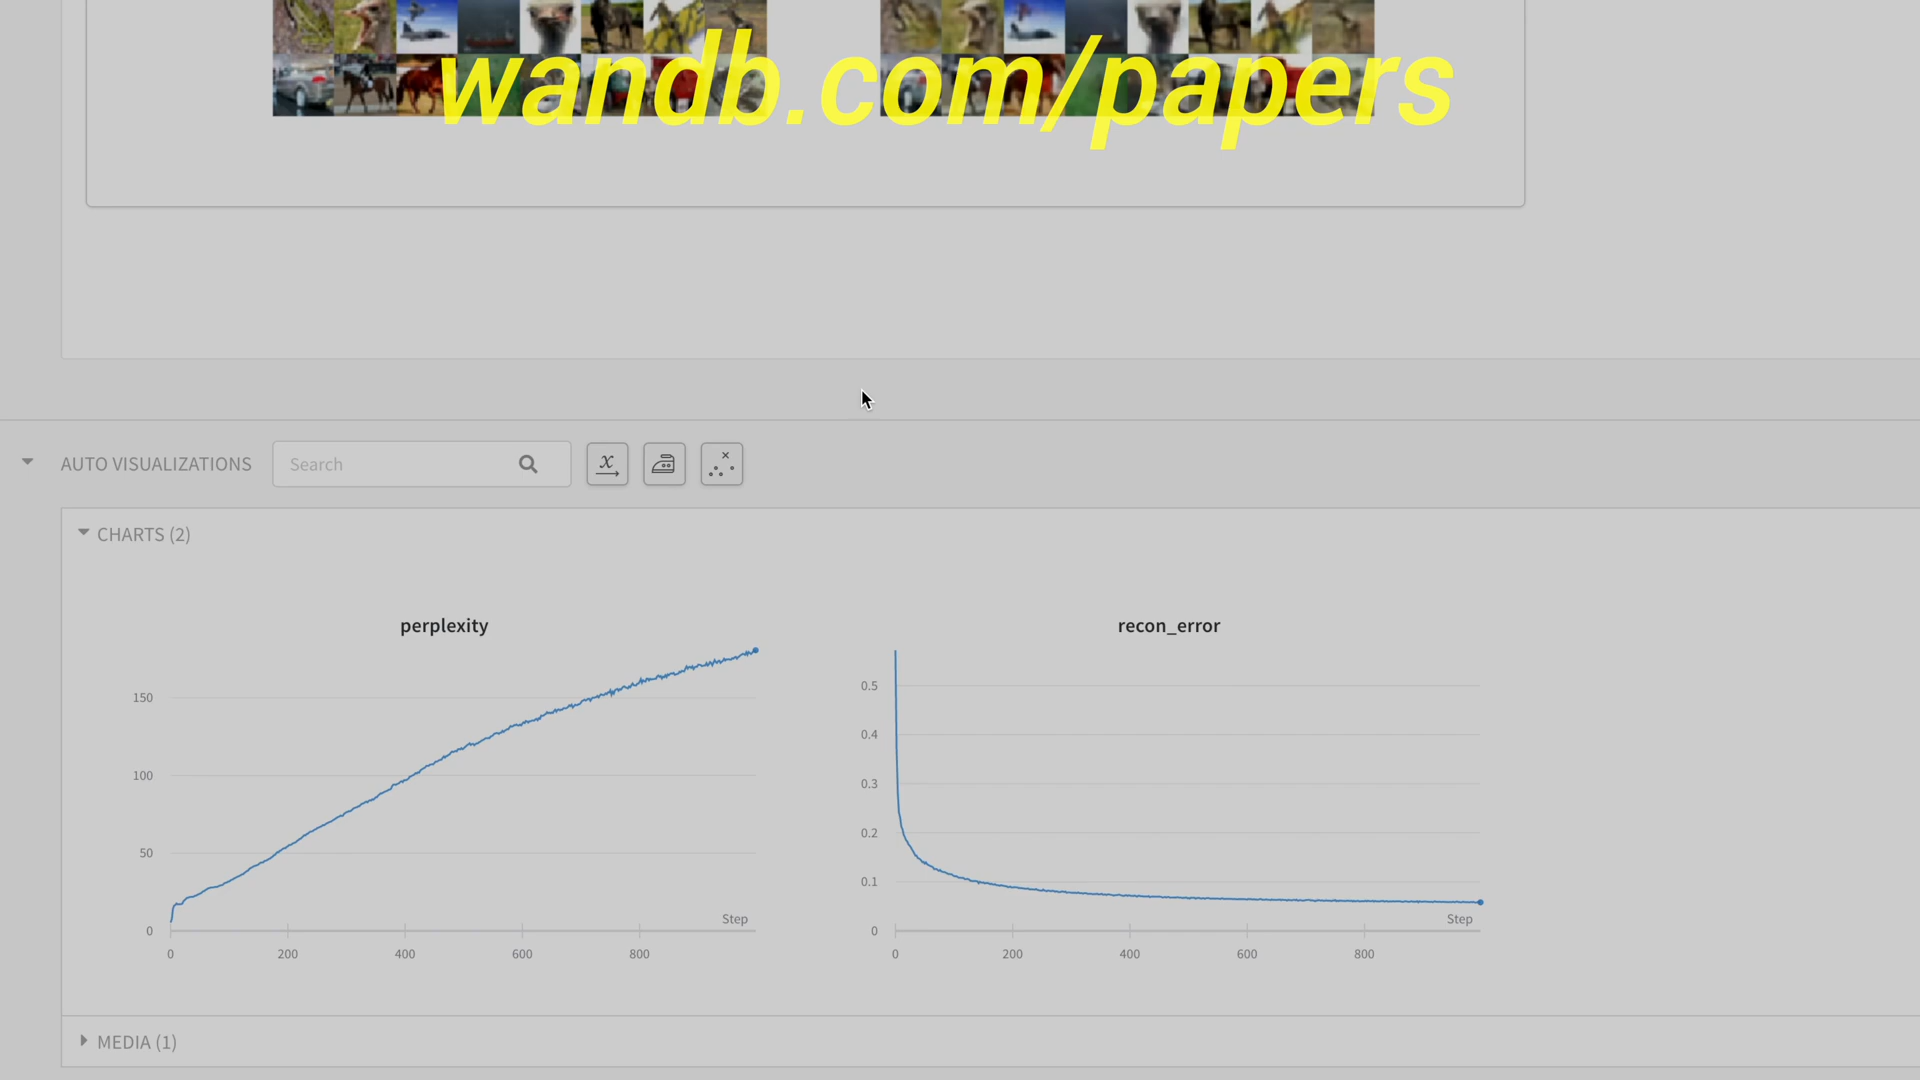 wandb.com/papers
AUTO VISUALIZATIONS
Search
x
CHARTS (2)
perplexity
150
100
50
0
Step
0 200 400 600 800
recon_error
0.5
0.4
0.3
0.2
0.1
0
Step
0 200 400 600 800
MEDIA (1)